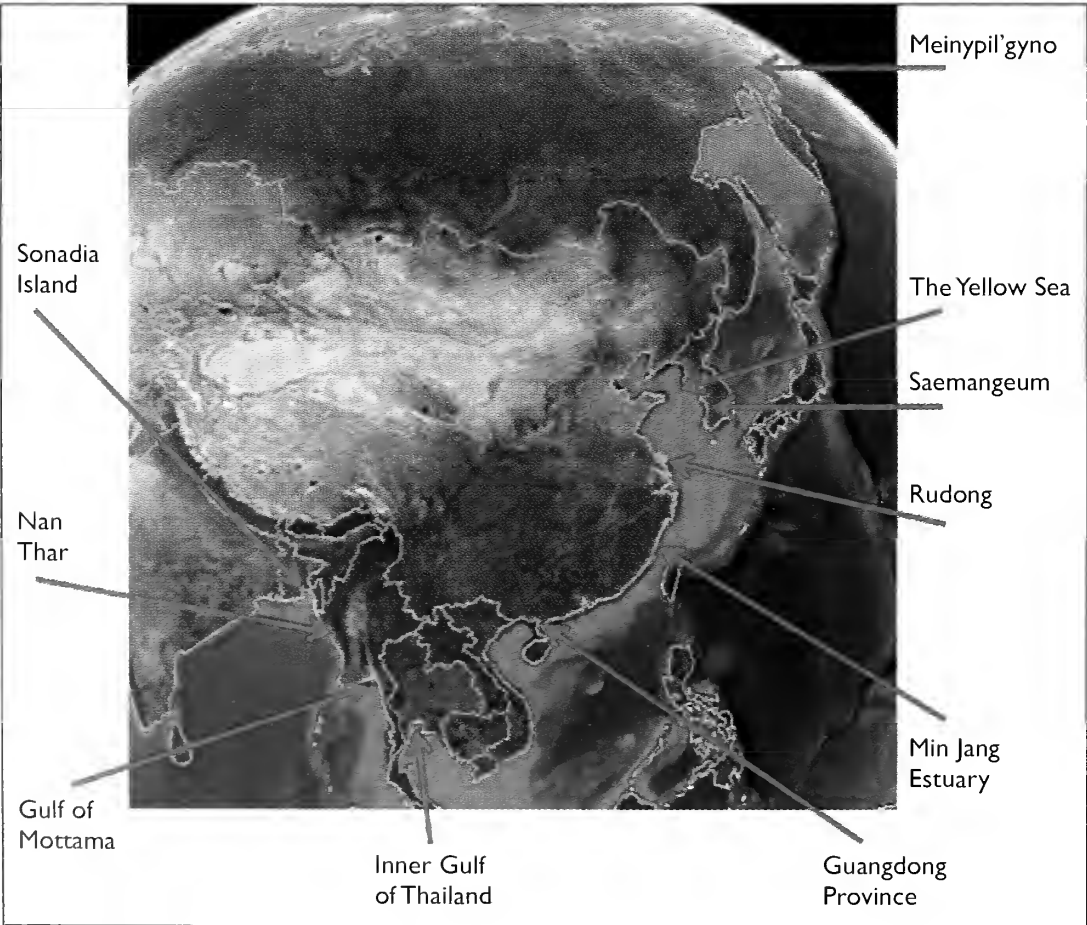 Meinypil'gyno
Sonadia
Island
The Yellow Sea
Saemangeum
Rudong
Nan
Thar
Min Jang
Estuary
Gulf of
Mottama
Inner Gulf
of Thailand
Guangdong
Province